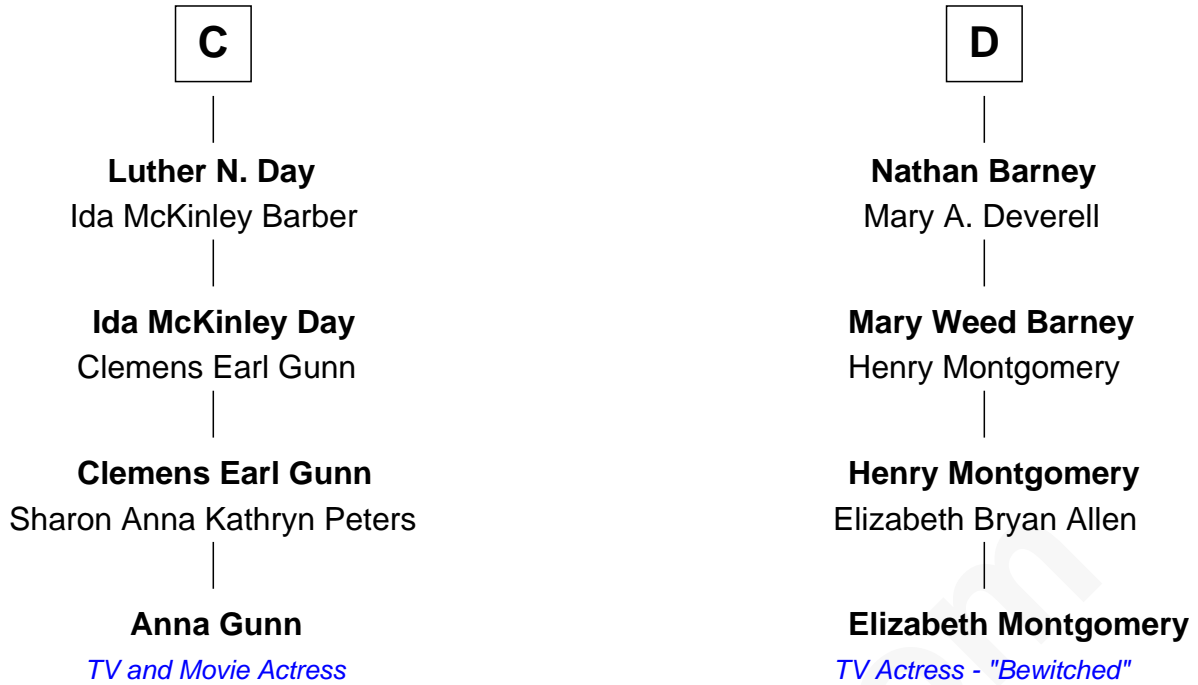 C
Luther N. Day
Ida McKinley Barber
Ida McKinley Day
Clemens Earl Gunn
Clemens Earl Gunn
Sharon Anna Kathryn Peters
Anna Gunn
TV and Movie Actress
D
Nathan Barney
Mary A. Deverell
Mary Weed Barney
Henry Montgomery
Henry Montgomery
Elizabeth Bryan Allen
Elizabeth Montgomery
TV Actress - "Bewitched"
om